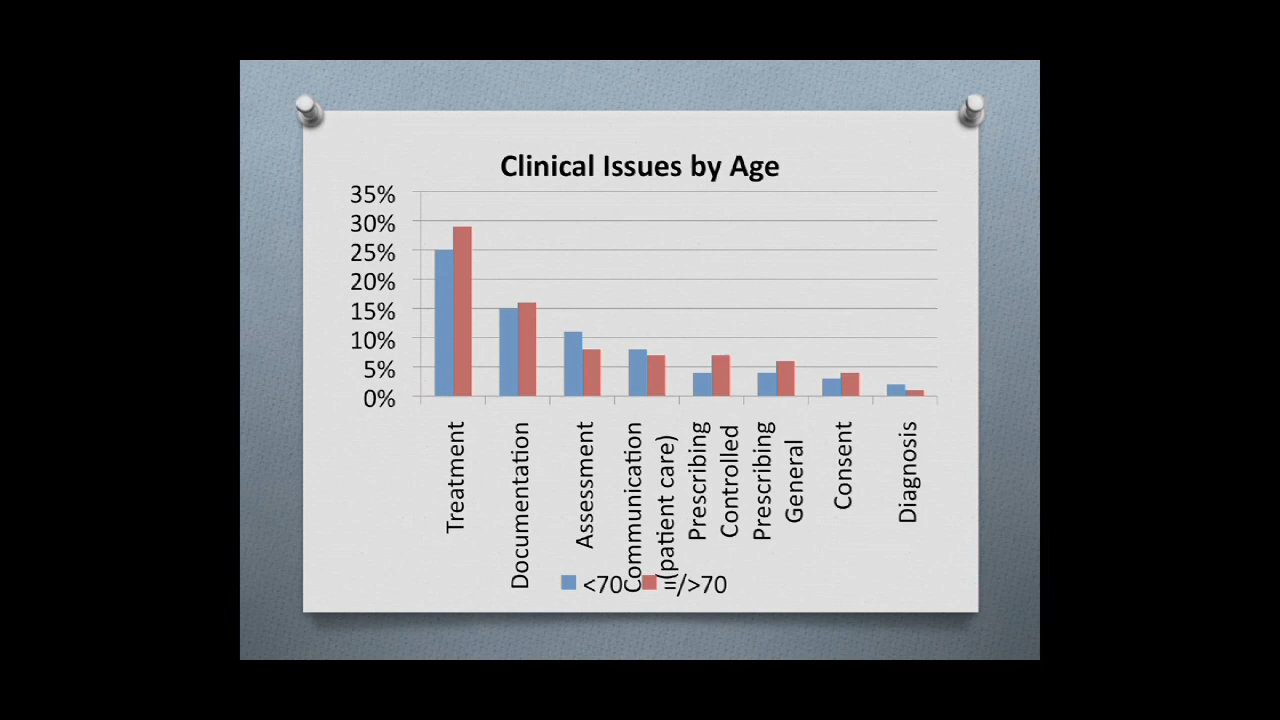 Clinical Issues by Age
35%
30%
25%
20%
15%
10%
5%
0%
Treatment
Documentation
Assessment
Communication
(patient care)
Prescribing
Controlled
Prescribing
General
Consent
Diagnosis
<70
=/>70